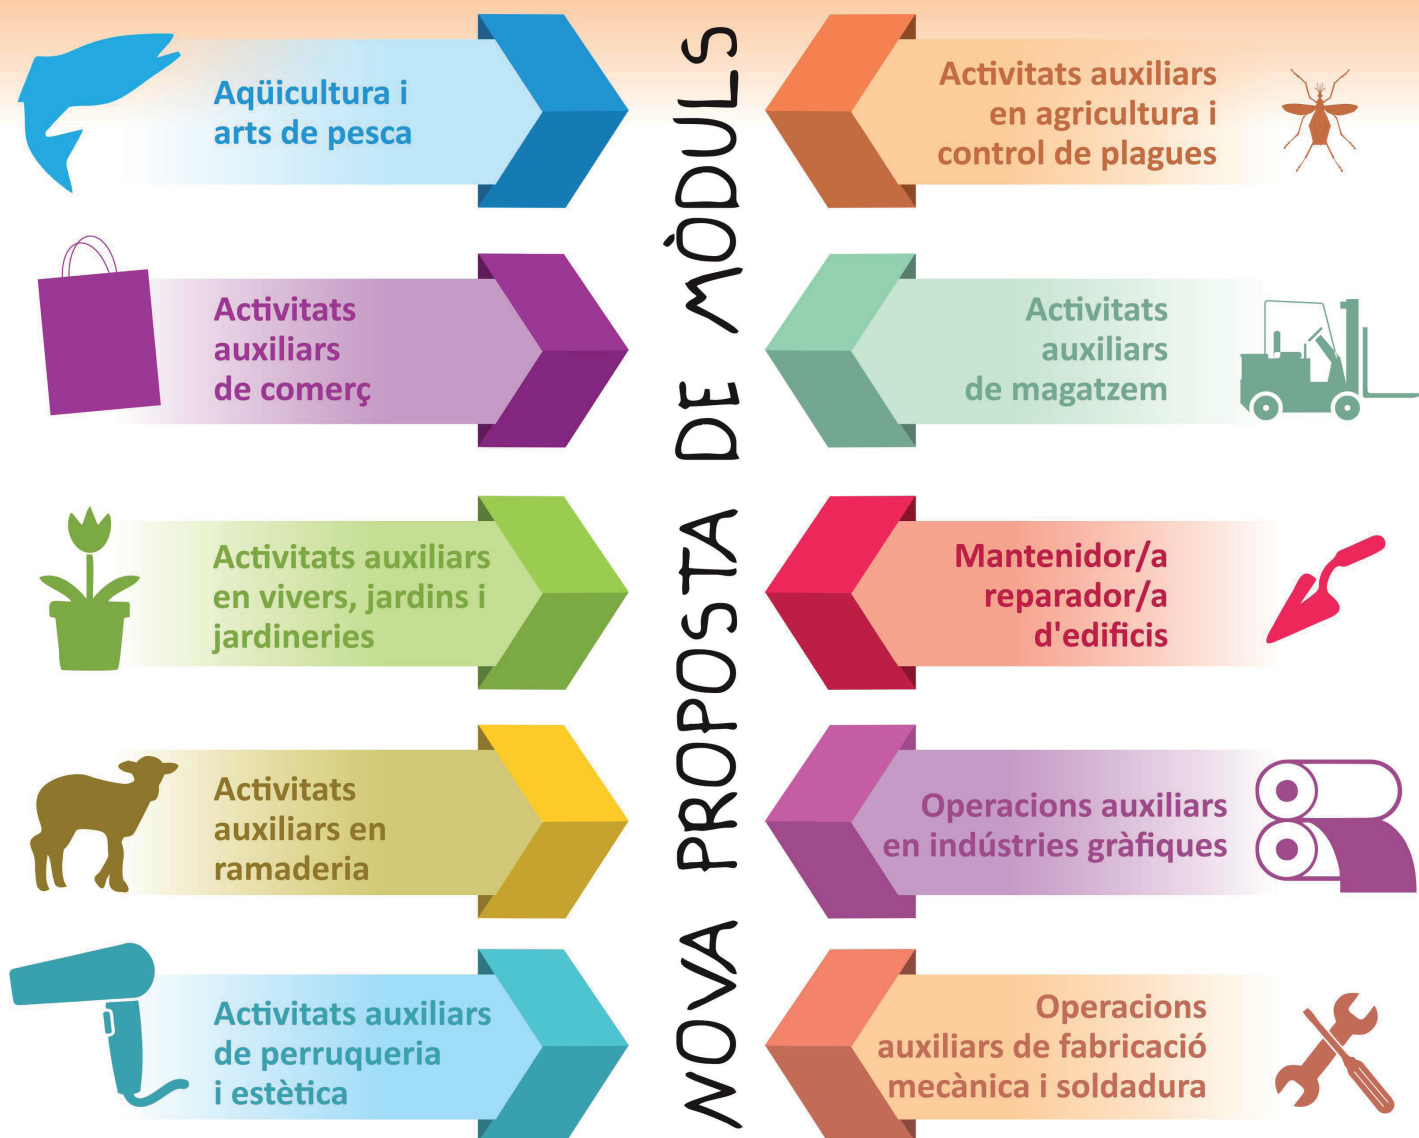 Aqüicultura i
arts de pesca
Activitats
auxiliars
de comerç
Activitats auxiliars
en vivers, jardins i
jardineries
Activitats
auxiliars en
ramaderia
Activitats auxiliars
de perruqueria
i estètica
NOVA PROPOSTA DE MÒDULS
Activitats auxiliars
en agricultura i
control de plagues
Activitats
auxiliars
de magatzem
Mantenidor/a
reparador/a
d'edificis
Operacions auxiliars
en indústries gràfiques
Operacions
auxiliars de fabricació
mecànica i soldadura